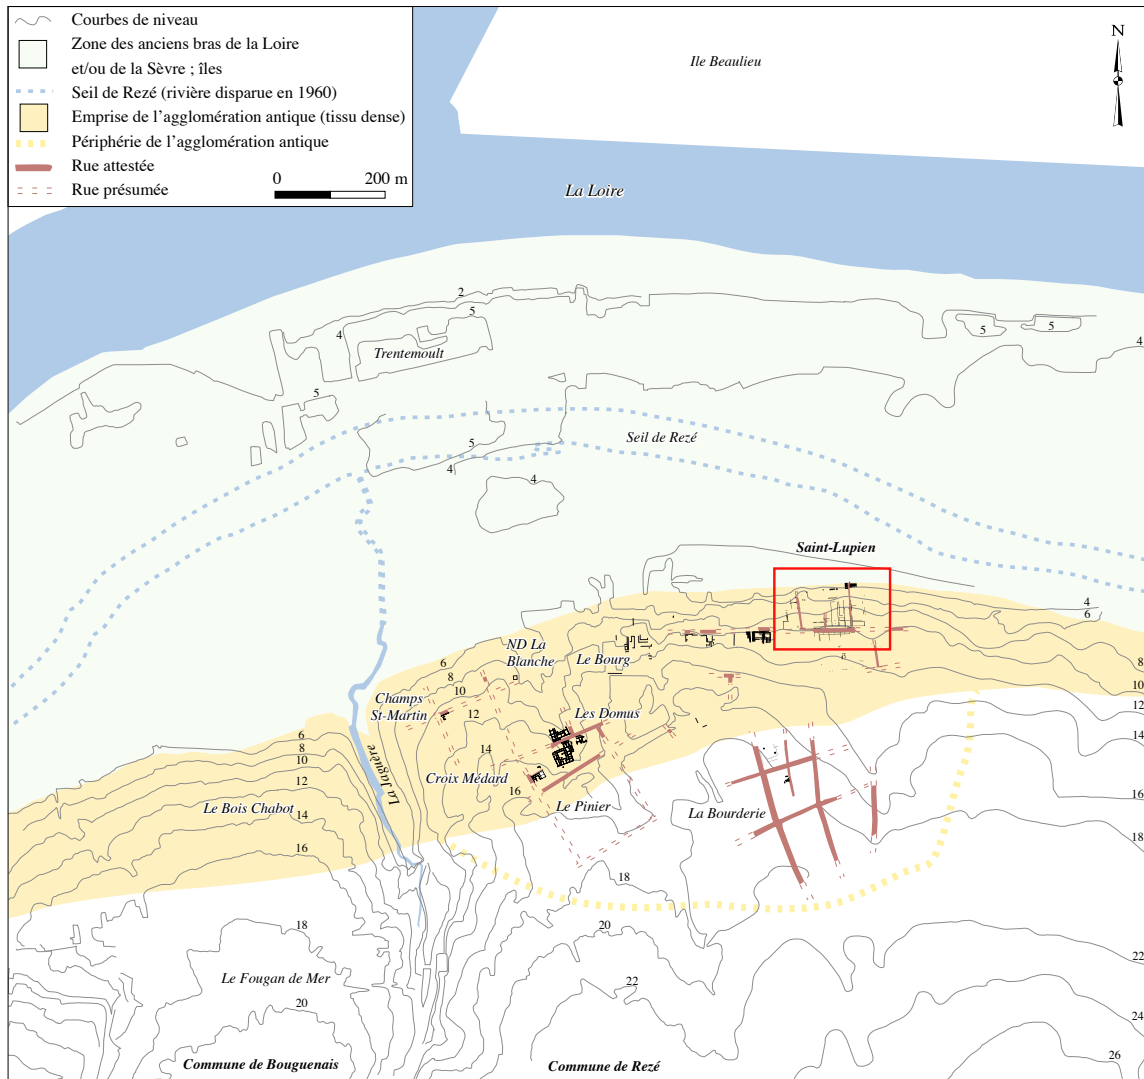 Courbes de niveau
Zone des anciens bras de la Loire
et/ou de la Sèvre ; îles
Seil de Rezé (rivière disparue en 1960)
Emprise de l'agglomération antique (tissu dense)
Périphérie de l'agglomération antique
Rue attestée
Rue présumée
0 200 m
N
Ile Beaulieu
La Loire
2
5
4
Trentemoult
5
5
5
4
5
4
4
Seil de Rezé
Saint-Lupien
4
6
ND La
Blanche
Le Bourg
6
8
10
8
10
12
Champs
St-Martin
12
Les Domus
14
6
8
10
12
14
16
La Jaguère
14
Croix Médard
16
Le Pinier
La Bourderie
16
18
Le Bois Chabot
18
18
20
22
Le Fougan de Mer
20
22
24
26
Commune de Bouguenais
Commune de Rezé